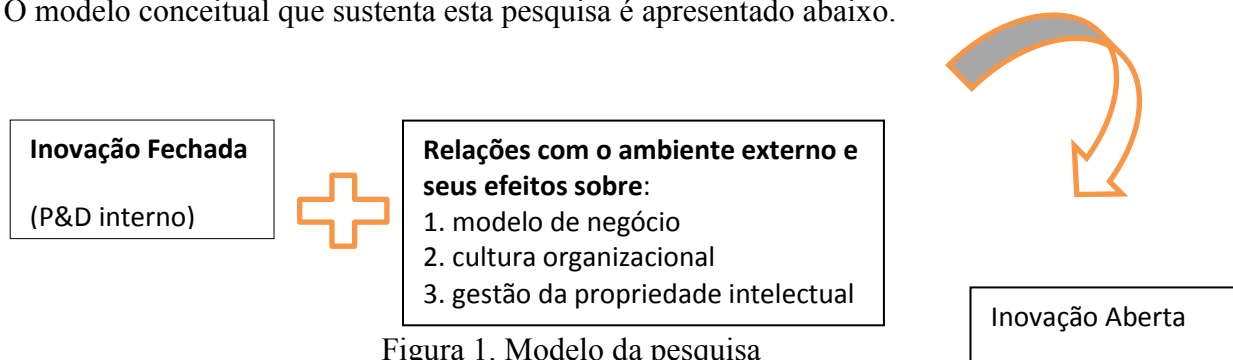 O modelo conceitual que sustenta esta pesquisa é apresentado abaixo.
Inovação Fechada
(P&D interno)
Relações com o ambiente externo e
seus efeitos sobre:
1. modelo de negócio
2. cultura organizacional
3. gestão da propriedade intelectual
Inovação Aberta
Figura 1. Modelo da pesquisa